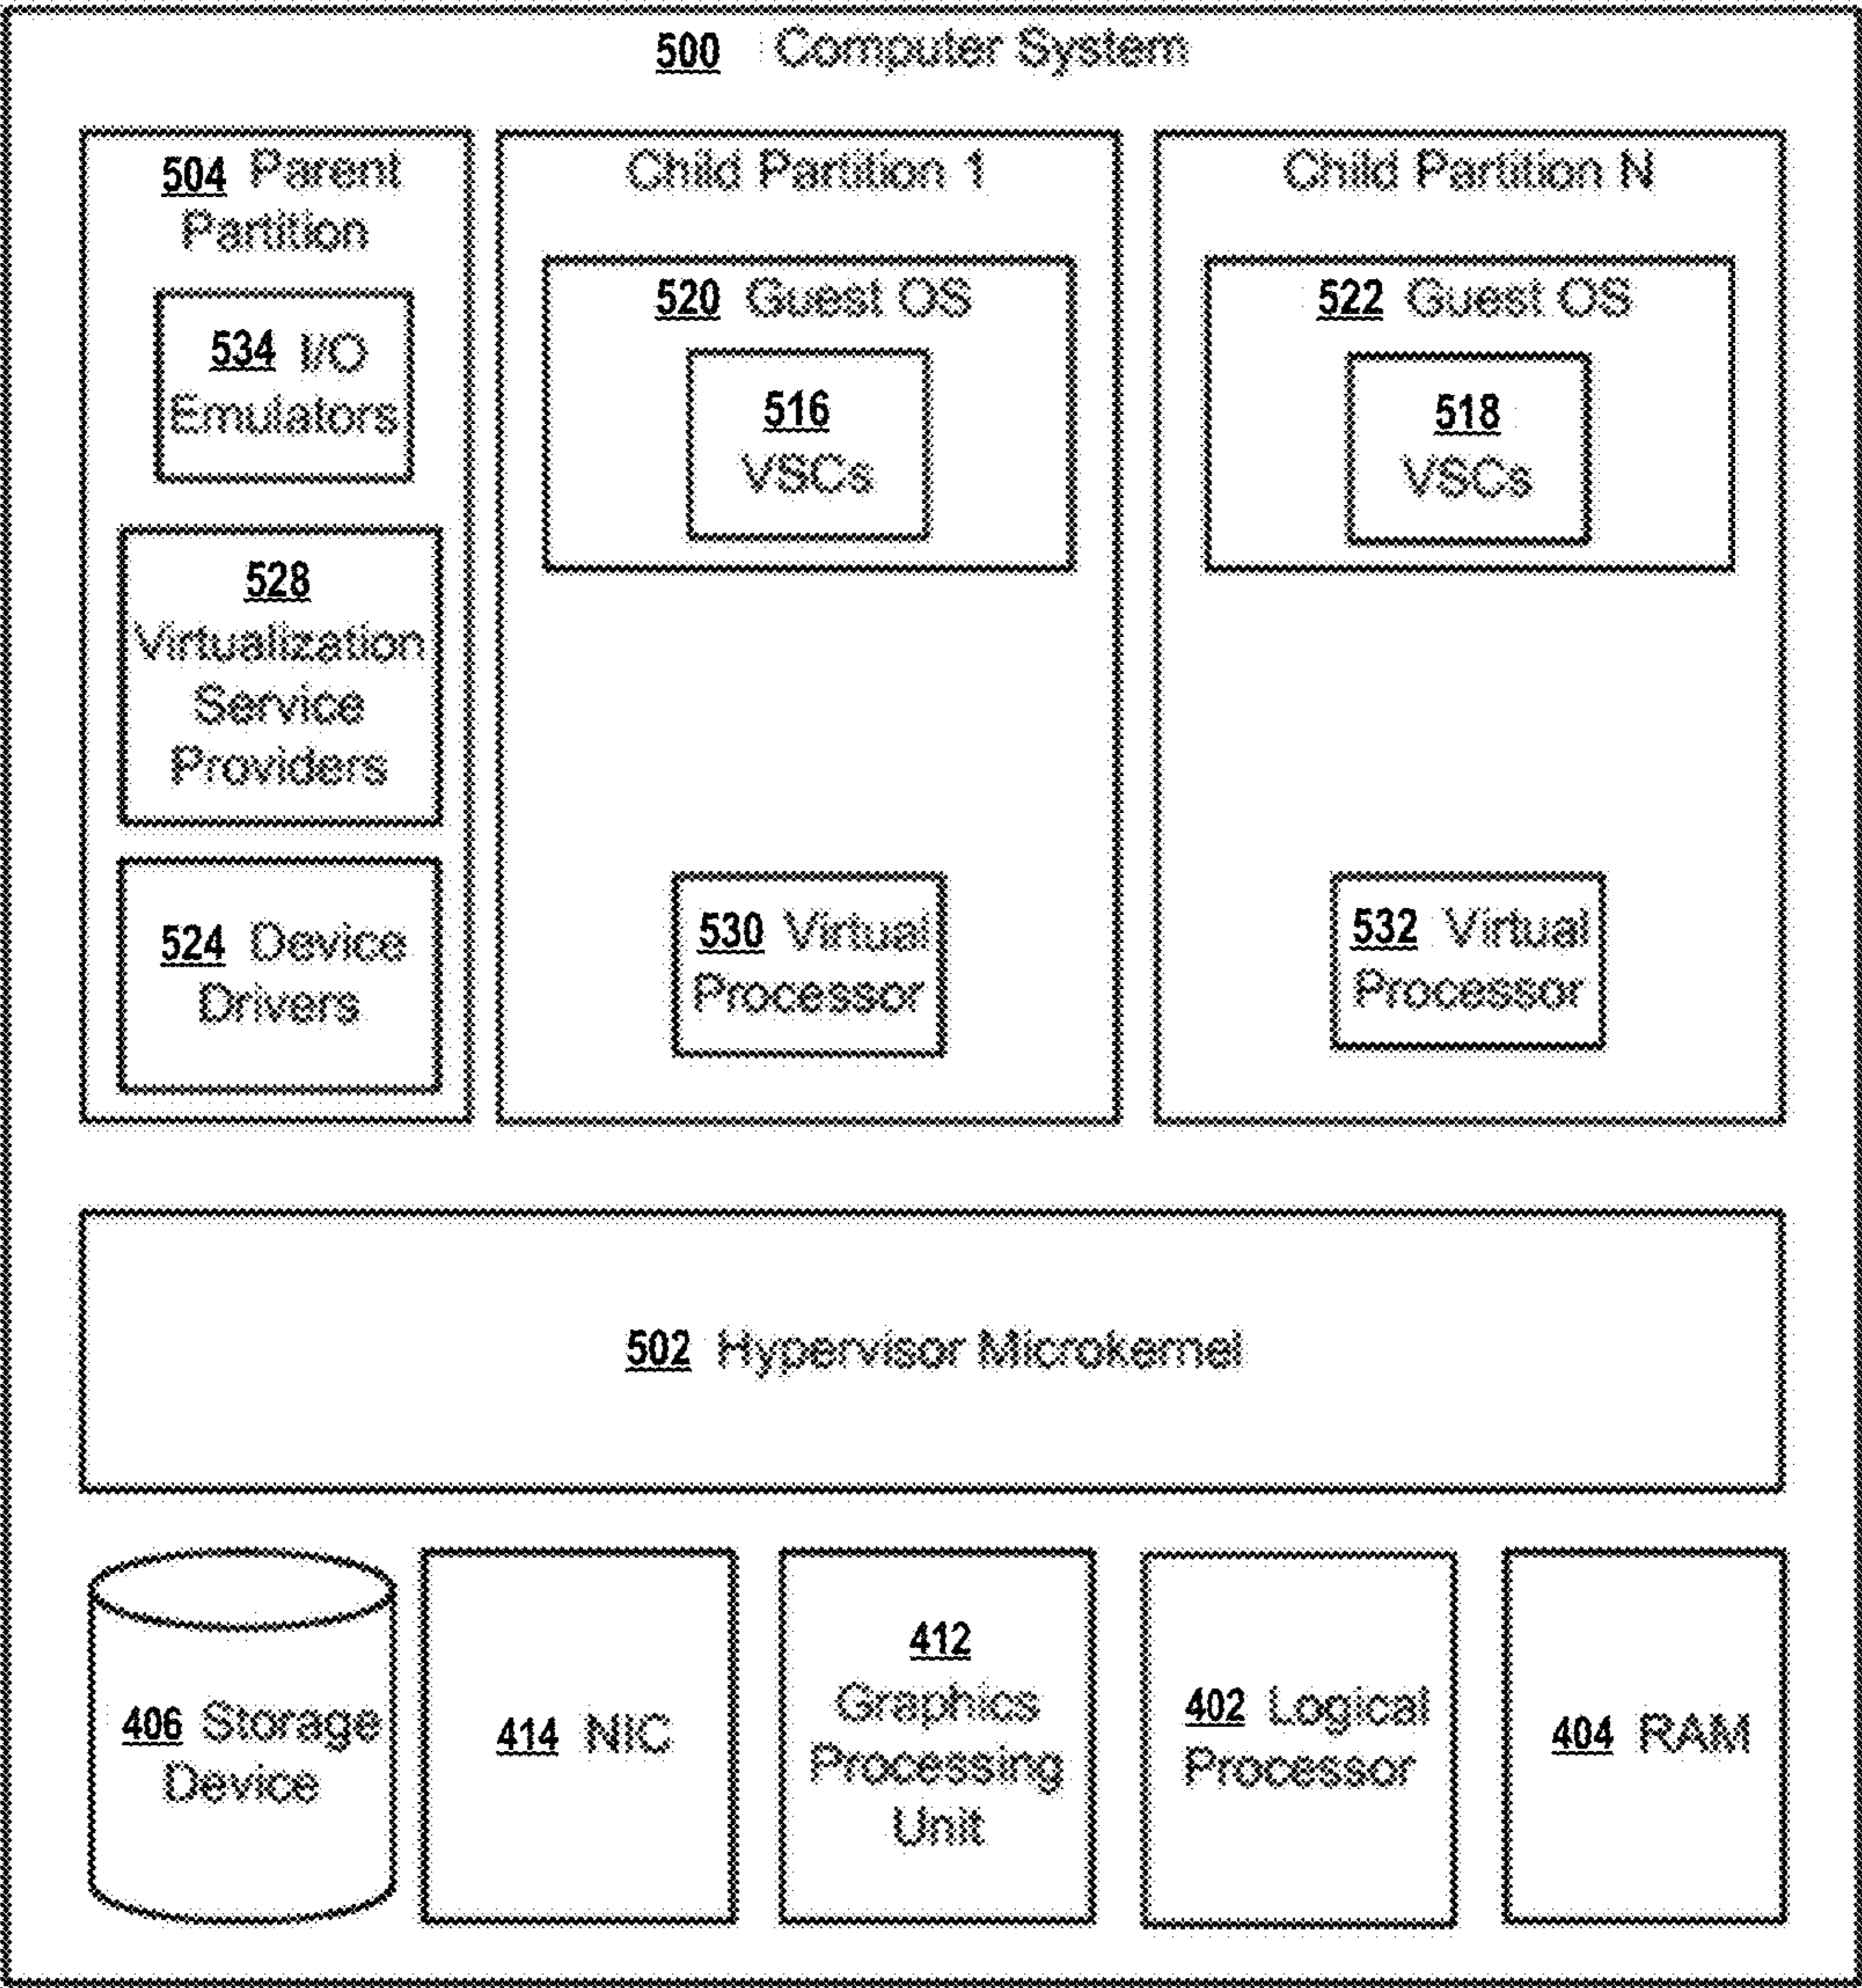 500 Computer System
504 Parent
Partition
534 I/O
Emulators
528
Virtualization
Service
Providers
524 Device
Drivers
Child Partition 1
520 Guest OS
516
VSCs
530 Virtual
Processor
Child Partition N
522 Guest OS
518
VSCs
532 Virtual
Processor
502 Hypervisor Microkernel
406 Storage
Device
414 NIC
412
Graphics
Processing
Unit
402 Logical
Processor
404 RAM